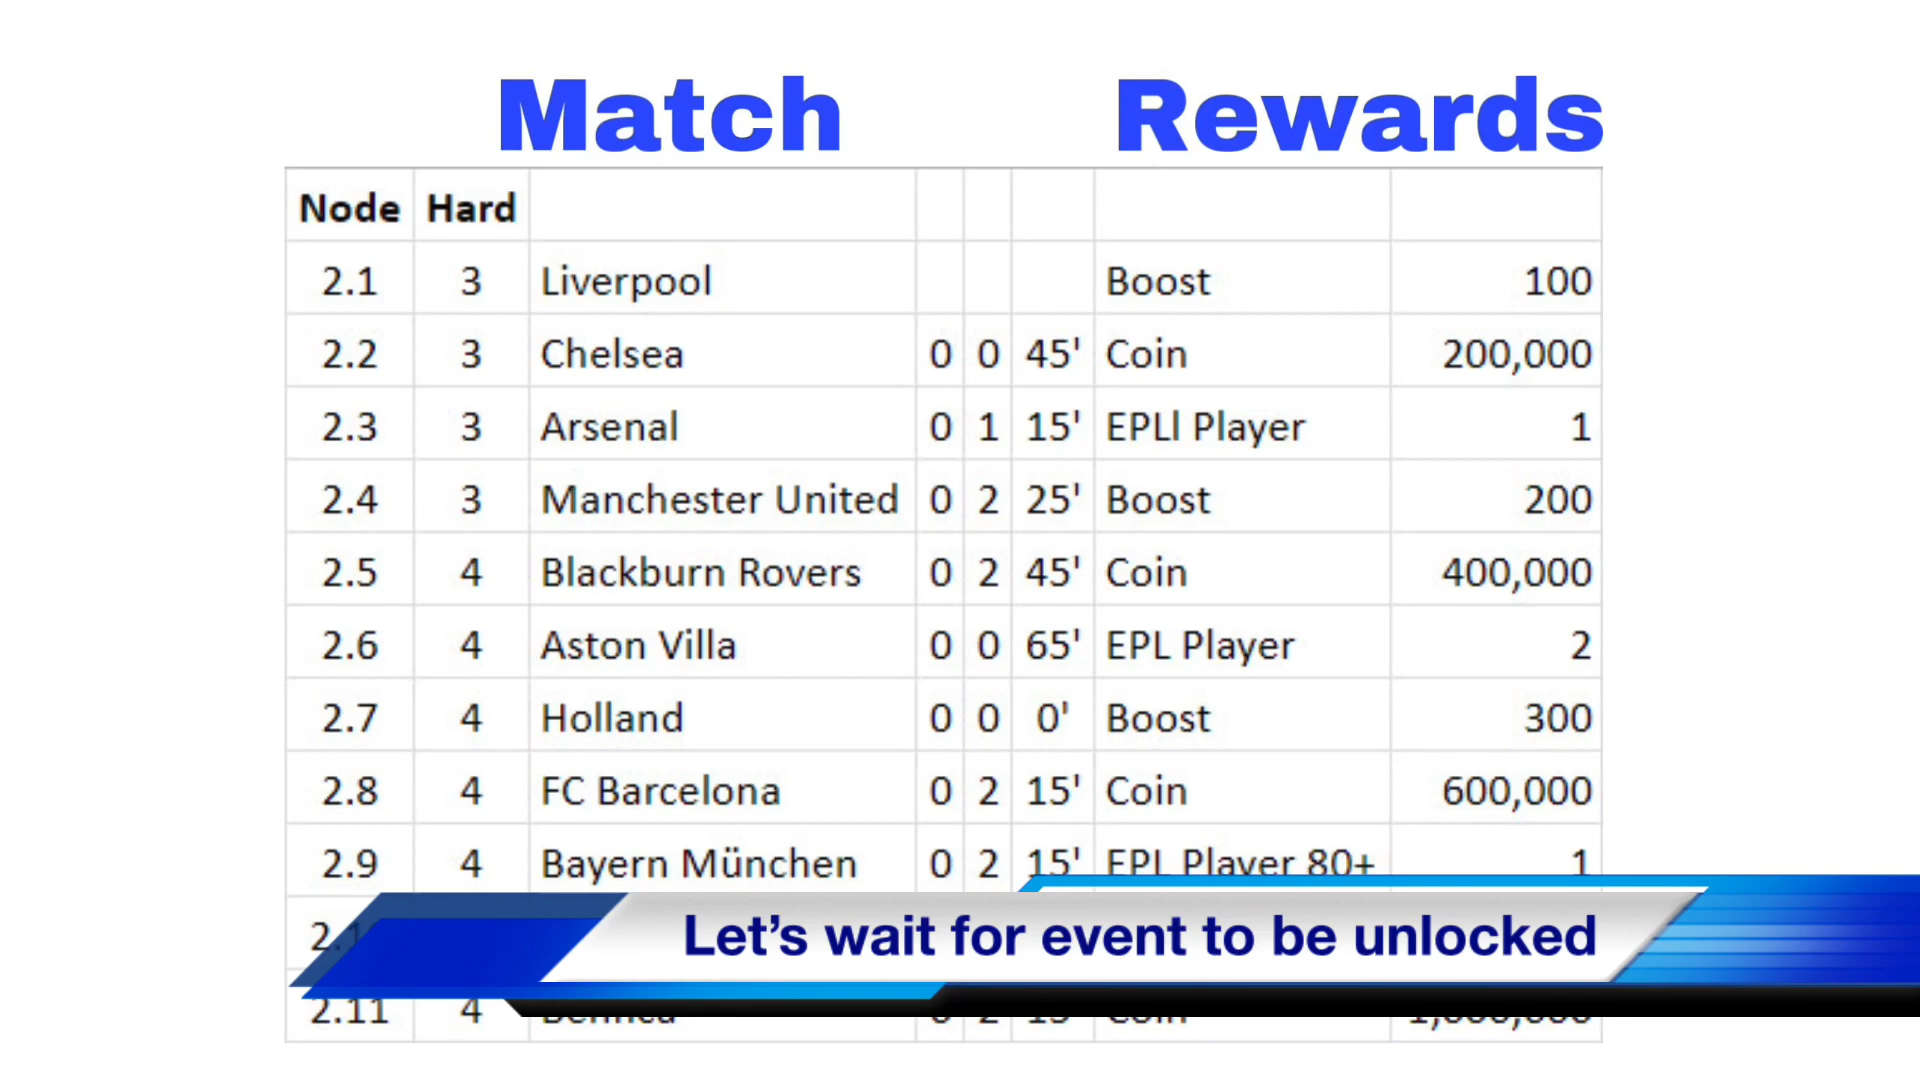 Match Rewards
Node Hard
2.1 3 Liverpool Boost 100
2.2 3 Chelsea 0 0 45' Coin 200,000
2.3 3 Arsenal 0 1 15' EPLl Player 1
2.4 3 Manchester United 0 2 25' Boost 200
2.5 4 Blackburn Rovers 0 2 45' Coin 400,000
2.6 4 Aston Villa 0 0 65' EPL Player 2
2.7 4 Holland 0 0 0' Boost 300
2.8 4 FC Barcelona 0 2 15' Coin 600,000
2.9 4 Bayern München 0 2 15' EPL Player 80+ 1
Let's wait for event to be unlocked
2.11 4